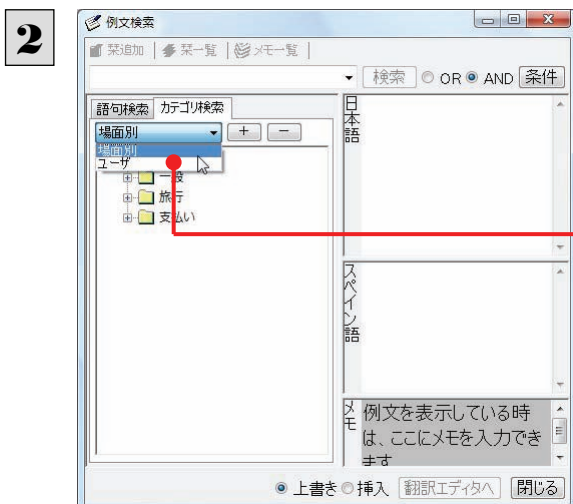 2
例文検索
栞追加 栞一覧 メモ一覧
検索 OR AND 条件
語句検索 カテゴリ検索
場面別 + -
場面別
ユーザ
一般
旅行
支払い
日本語
スペイン語
メモ
例文を表示している時
は、ここにメモを入力でき
ます
上書き 挿入 翻訳エディタへ 閉じる